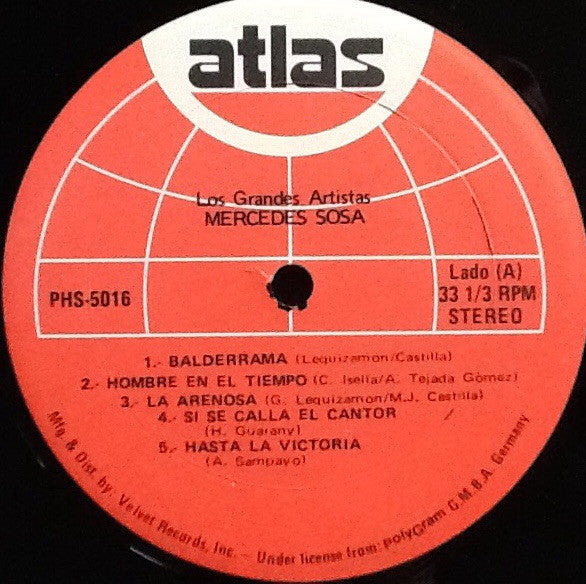 atlas
Los Grandes Artistas
MERCEDES SOSA
PHS-5016
Lado (A)
33 1/3 RPM
STEREO
1.- BALDERRAMA (Lequizamon/Castilla)
2.- HOMBRE EN EL TIEMPO (C. Isella/A. Tejada Gòmez)
3.- LA ARENOSA (G. Lequizamon/M.J. Castilla)
4.- SI SE CALLA EL CANTOR
(H. Guarany)
5.- HASTA LA VICTORIA
(A. Sampayo)
Mfg. & Dist. by: Velvet Records, Inc. - Under license from: polyGram G.M.B.A. Germany